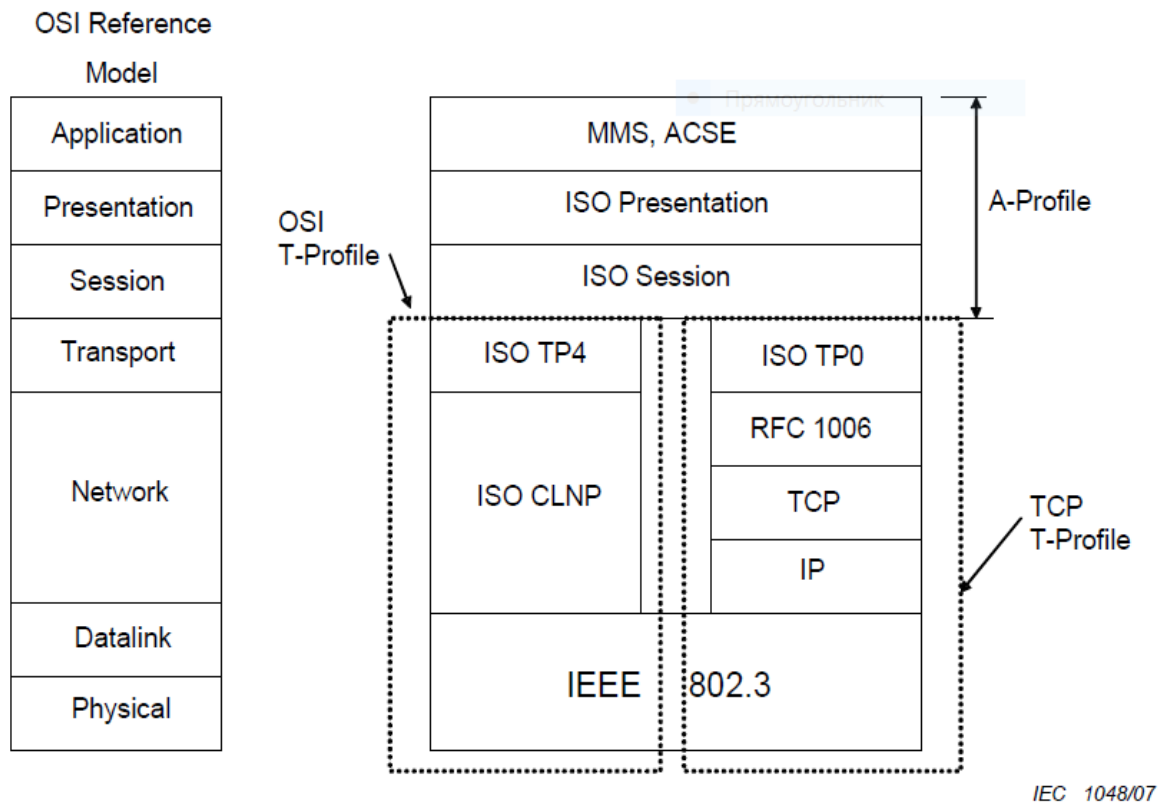 OSI Reference
Model
Application
Presentation
Session
Transport
Network
Datalink
Physical
Прямоугольник
MMS, ACSE
ISO Presentation
ISO Session
A-Profile
OSI
T-Profile
ISO TP4
ISO CLNP
ISO TP0
RFC 1006
TCP
IP
TCP
T-Profile
IEEE 802.3
IEC 1048/07